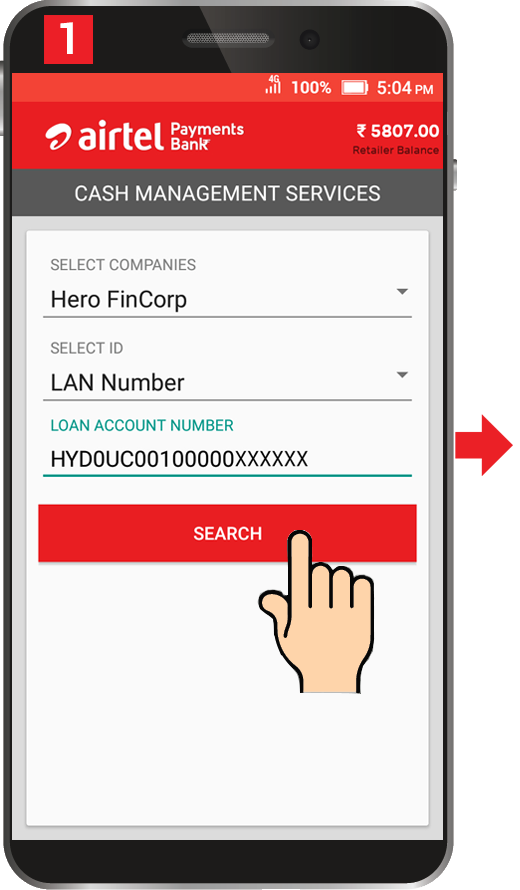 1
4G 100% 5:04 PM
airtel Payments Bank
₹ 5807.00
Retailer Balance
CASH MANAGEMENT SERVICES
SELECT COMPANIES
Hero FinCorp
SELECT ID
LAN Number
LOAN ACCOUNT NUMBER
HYD0UC00100000XXXXXX
SEARCH